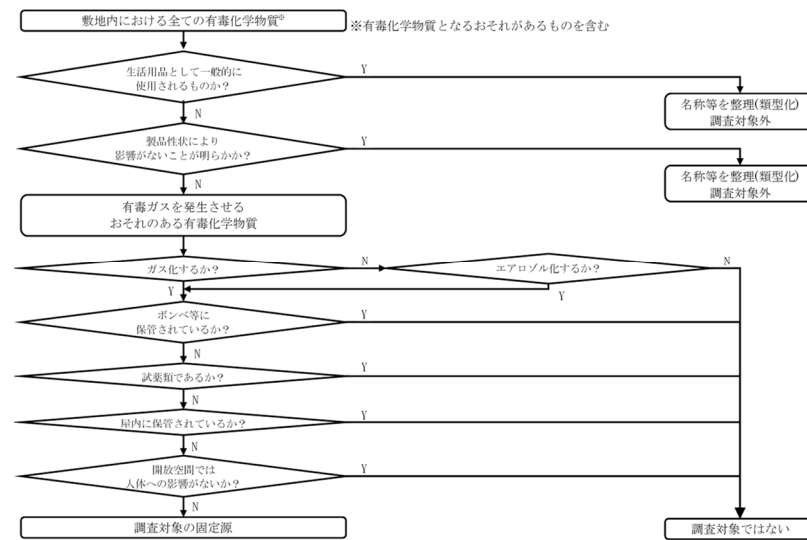 敷地内における全ての有毒化学物質※
※有毒化学物質となるおそれがあるものを含む
生活用品として一般的に
使用されるものか？
Y
名称等を整理(類型化)
調査対象外
N
製品性状により
影響がないことが明らかか？
Y
名称等を整理(類型化)
調査対象外
N
有毒ガスを発生させる
おそれのある有毒化学物質
ガス化するか？
N
エアロゾル化するか？
N
Y
Y
ボンベ等に
保管されているか？
Y
N
試薬類であるか？
Y
N
屋内に保管されているか？
Y
N
開放空間では
人体への影響がないか？
Y
N
調査対象の固定源
調査対象ではない